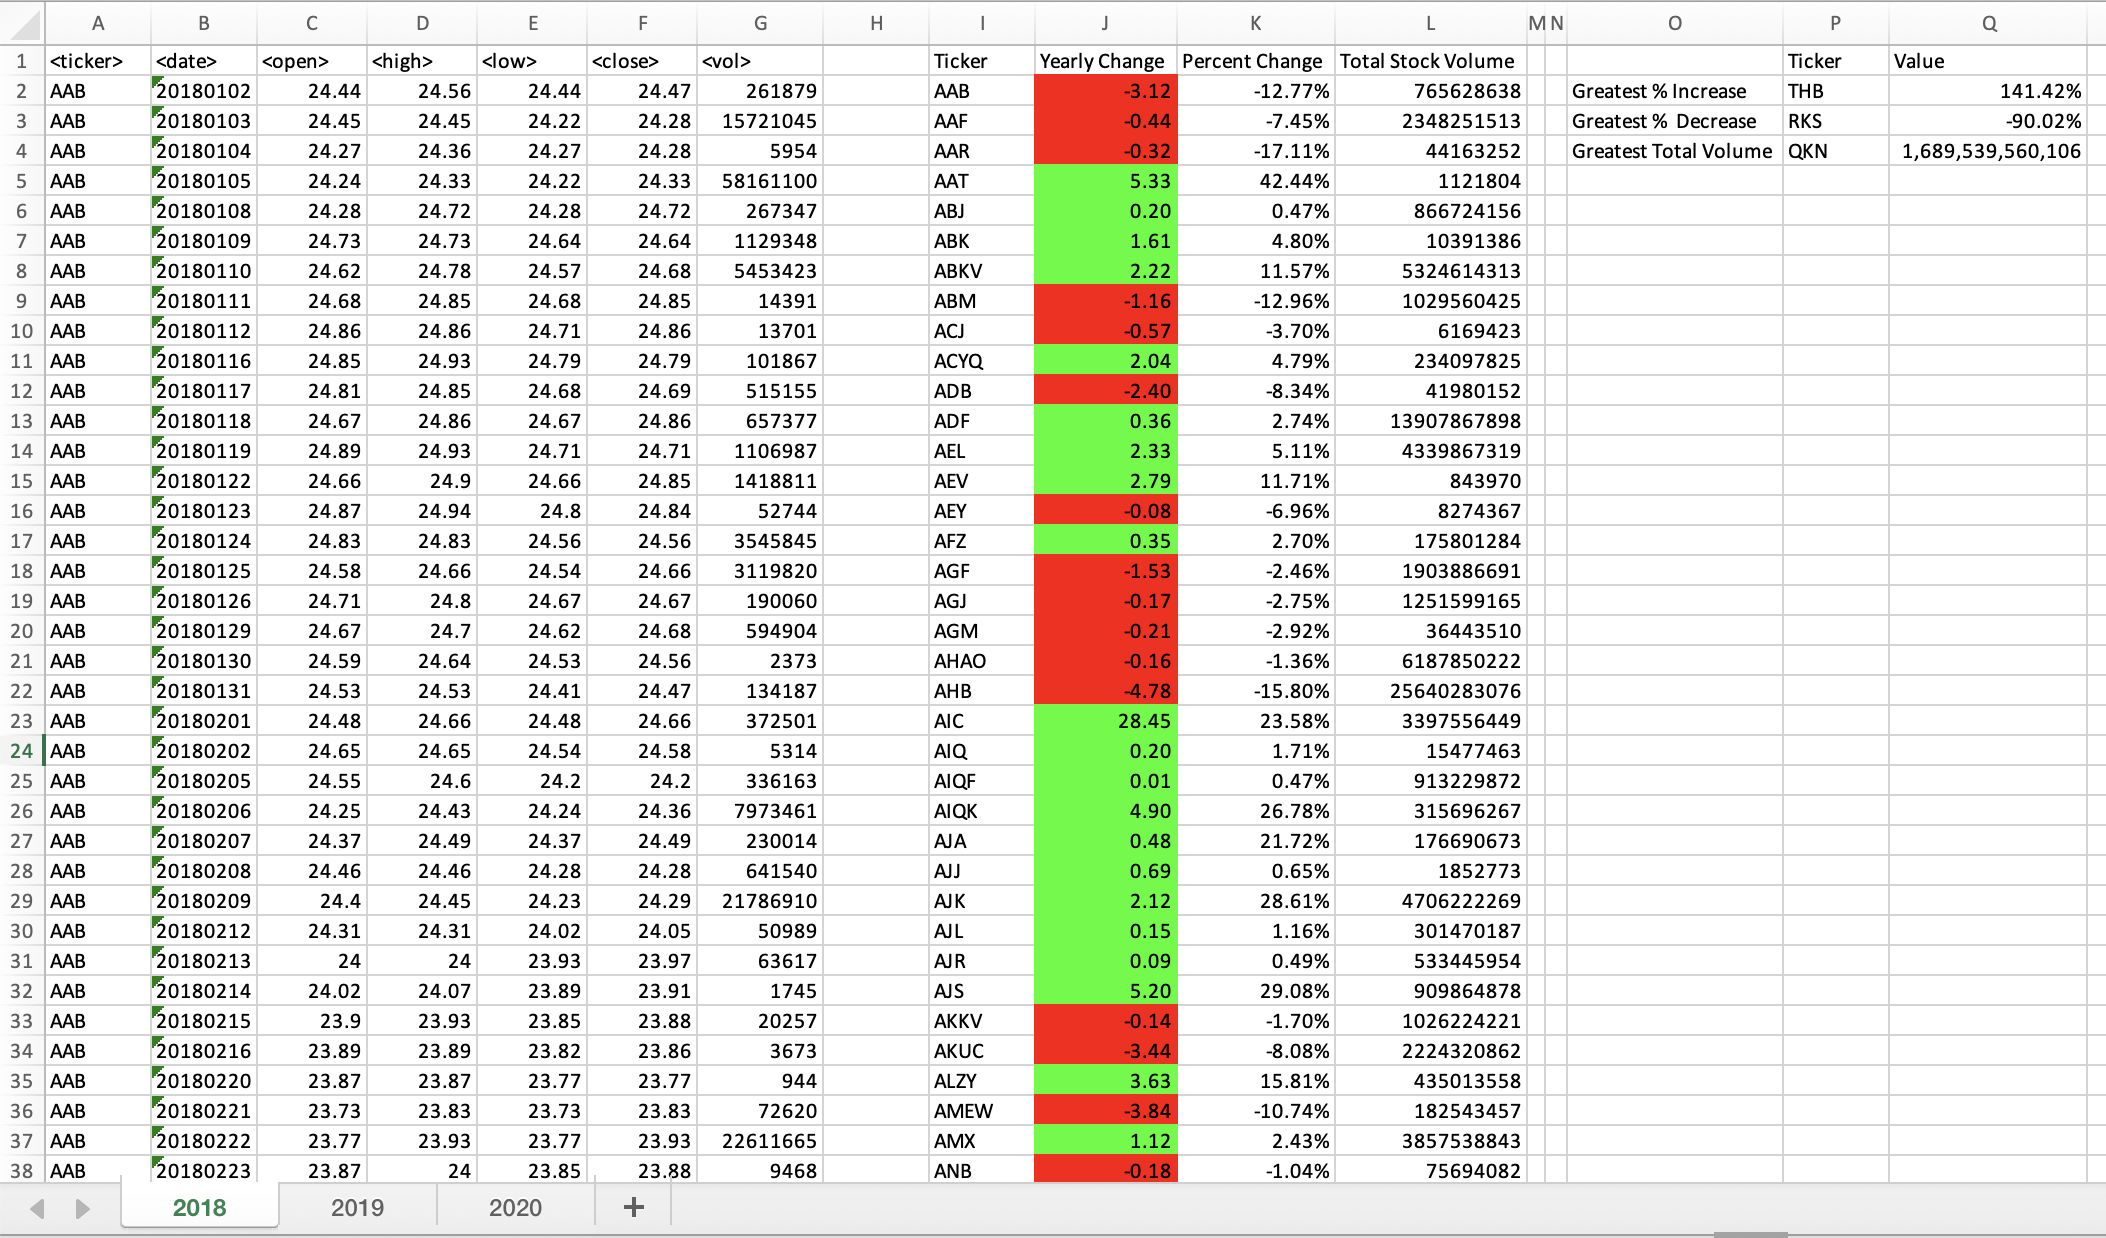 A B C D E F G H I J K L M N O P Q
1 <ticker> <date> <open> <high> <low> <close> <vol> Ticker Yearly Change Percent Change Total Stock Volume Ticker Value
2 AAB 20180102 24.44 24.56 24.44 24.47 261879 AAB -3.12 -12.77% 765628638 Greatest % Increase THB 141.42%
3 AAB 20180103 24.45 24.45 24.22 24.28 15721045 AAF -0.44 -7.45% 2348251513 Greatest % Decrease RKS -90.02%
4 AAB 20180104 24.27 24.36 24.27 24.28 5954 AAR -0.32 -17.11% 44163252 Greatest Total Volume QKN 1,689,539,560,106
5 AAB 20180105 24.24 24.33 24.22 24.33 58161100 AAT 5.33 42.44% 1121804
6 AAB 20180108 24.28 24.72 24.28 24.72 267347 ABJ 0.20 0.47% 866724156
7 AAB 20180109 24.73 24.73 24.64 24.64 1129348 ABK 1.61 4.80% 10391386
8 AAB 20180110 24.62 24.78 24.57 24.68 5453423 ABKV 2.22 11.57% 5324614313
9 AAB 20180111 24.68 24.85 24.68 24.85 14391 ABM -1.16 -12.96% 1029560425
10 AAB 20180112 24.86 24.86 24.71 24.86 13701 ACJ -0.57 -3.70% 6169423
11 AAB 20180116 24.85 24.93 24.79 24.79 101867 ACYQ 2.04 4.79% 234097825
12 AAB 20180117 24.81 24.85 24.68 24.69 515155 ADB -2.40 -8.34% 41980152
13 AAB 20180118 24.67 24.86 24.67 24.86 657377 ADF 0.36 2.74% 13907867898
14 AAB 20180119 24.89 24.93 24.71 24.71 1106987 AEL 2.33 5.11% 4339867319
15 AAB 20180122 24.66 24.9 24.66 24.85 1418811 AEV 2.79 11.71% 843970
16 AAB 20180123 24.87 24.94 24.8 24.84 52744 AEY -0.08 -6.96% 8274367
17 AAB 20180124 24.83 24.83 24.56 24.56 3545845 AFZ 0.35 2.70% 175801284
18 AAB 20180125 24.58 24.66 24.54 24.66 3119820 AGF -1.53 -2.46% 1903886691
19 AAB 20180126 24.71 24.8 24.67 24.67 190060 AGJ -0.17 -2.75% 1251599165
20 AAB 20180129 24.67 24.7 24.62 24.68 594904 AGM -0.21 -2.92% 36443510
21 AAB 20180130 24.59 24.64 24.53 24.56 2373 AHAO -0.16 -1.36% 6187850222
22 AAB 20180131 24.53 24.53 24.41 24.47 134187 AHB -4.78 -15.80% 25640283076
23 AAB 20180201 24.48 24.66 24.48 24.66 372501 AIC 28.45 23.58% 3397556449
24 AAB 20180202 24.65 24.65 24.54 24.58 5314 AIQ 0.20 1.71% 15477463
25 AAB 20180205 24.55 24.6 24.2 24.2 336163 AIQF 0.01 0.47% 913229872
26 AAB 20180206 24.25 24.43 24.24 24.36 7973461 AIQK 4.90 26.78% 315696267
27 AAB 20180207 24.37 24.49 24.37 24.49 230014 AJA 0.48 21.72% 176690673
28 AAB 20180208 24.46 24.46 24.28 24.28 641540 AJJ 0.69 0.65% 1852773
29 AAB 20180209 24.4 24.45 24.23 24.29 21786910 AJK 2.12 28.61% 4706222269
30 AAB 20180212 24.31 24.31 24.02 24.05 50989 AJL 0.15 1.16% 301470187
31 AAB 20180213 24 24 23.93 23.97 63617 AJR 0.09 0.49% 533445954
32 AAB 20180214 24.02 24.07 23.89 23.91 1745 AJS 5.20 29.08% 909864878
33 AAB 20180215 23.9 23.93 23.85 23.88 20257 AKKV -0.14 -1.70% 1026224221
34 AAB 20180216 23.89 23.89 23.82 23.86 3673 AKUC -3.44 -8.08% 2224320862
35 AAB 20180220 23.87 23.87 23.77 23.77 944 ALZY 3.63 15.81% 435013558
36 AAB 20180221 23.73 23.83 23.73 23.83 72620 AMEW -3.84 -10.74% 182543457
37 AAB 20180222 23.77 23.93 23.77 23.93 22611665 AMX 1.12 2.43% 3857538843
38 AAB 20180223 23.87 24 23.85 23.88 9468 ANB -0.18 -1.04% 75694082
2018 2019 2020 +